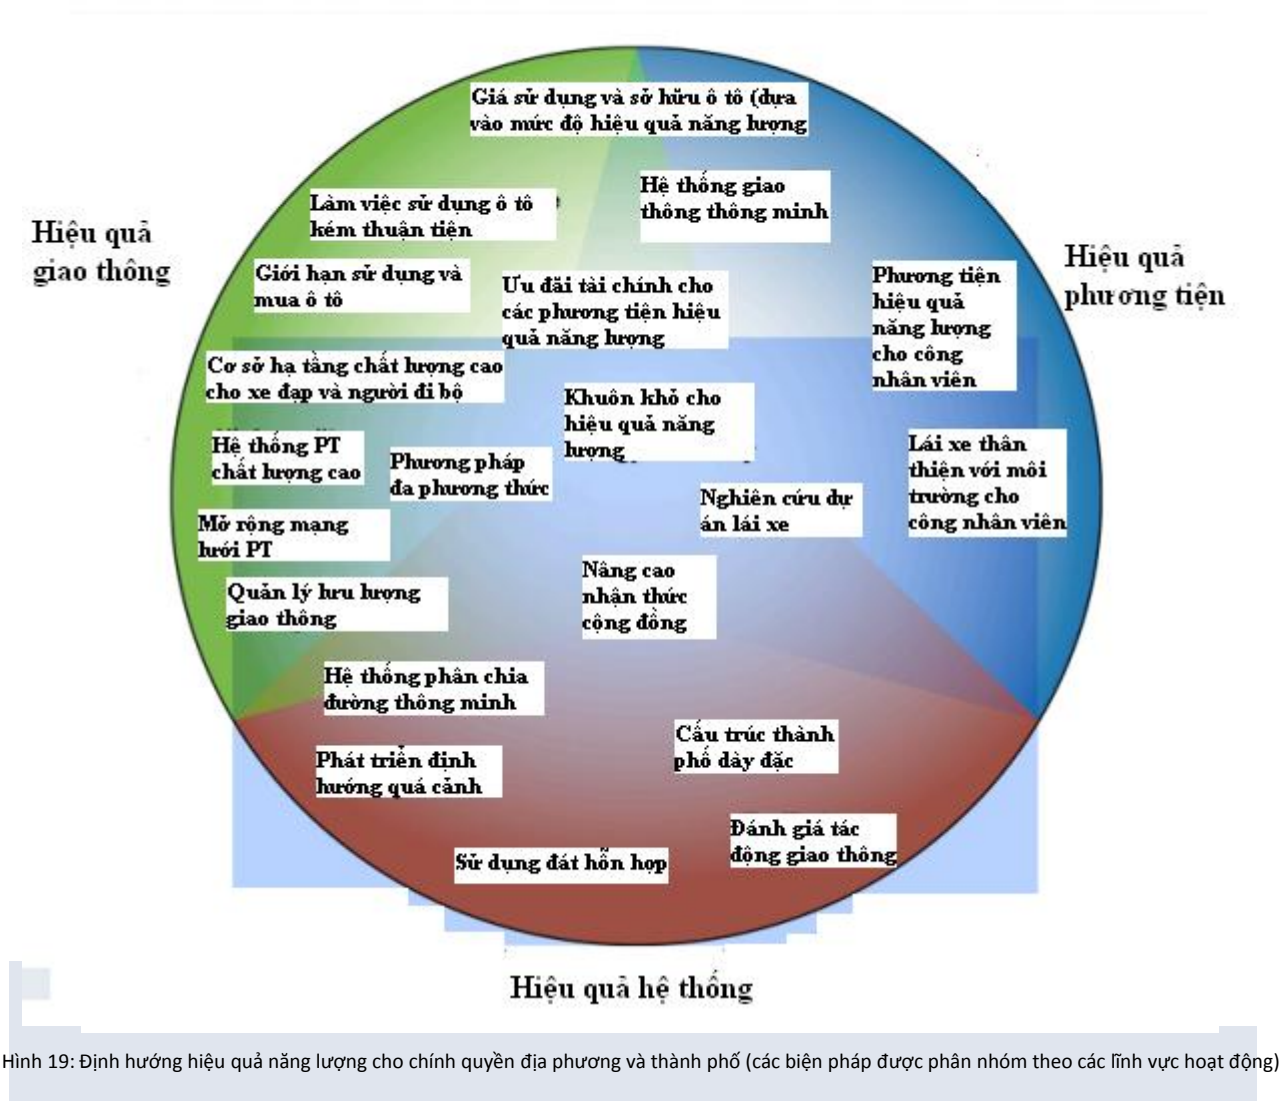 Giá sử dụng và sở hữu ô tô (dựa
vào mức độ hiệu quả năng lượng
Hệ thống giao
thông thông minh
Làm việc sử dụng ô tô
kém thuận tiện
Hiệu quả
giao thông
Hiệu quả
phương tiện
Giới hạn sử dụng và
mua ô tô
Ưu đãi tài chính cho
các phương tiện hiệu
quả năng lượng
Phương tiện
hiệu quả
năng lượng
cho công
nhân viên
Cơ sở hạ tầng chất lượng cao
cho xe đạp và người đi bộ
Khuôn khỏ cho
hiệu quả năng
lượng
Hệ thống PT
chất lượng cao
Phương pháp
đa phương thức
Lái xe thân
thiện với môi
trường cho
công nhân viên
Nghiên cứu dự
án lái xe
Mở rộng mạng
lưới PT
Nâng cao
nhận thức
cộng đồng
Quản lý lưu lượng
giao thông
Hệ thống phân chia
đường thông minh
Cấu trúc thành
phố dày đặc
Phát triển định
hướng quá cảnh
Đánh giá tác
động giao thông
Sử dụng đát hỗn hợp
Hiệu quả hệ thống
Hình 19: Định hướng hiệu quả năng lượng cho chính quyền địa phương và thành phố (các biện pháp được phân nhóm theo các lĩnh vực hoạt động)